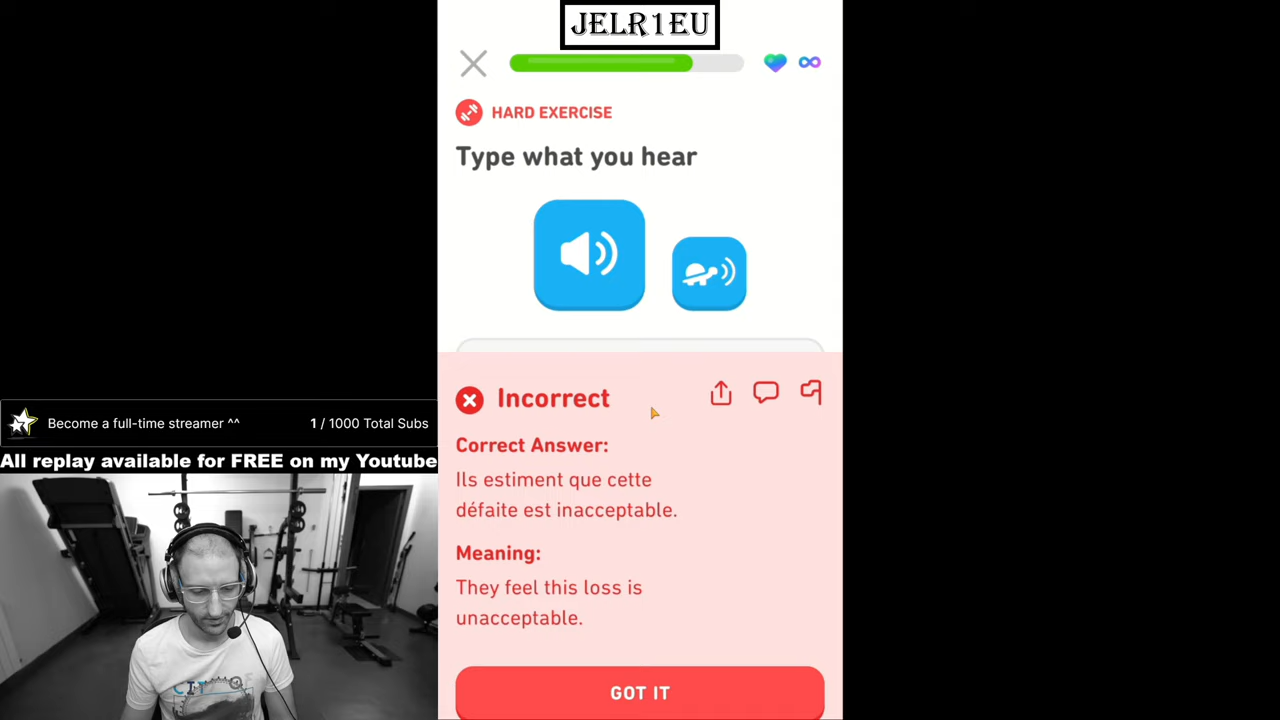 JELR1EU
HARD EXERCISE
Type what you hear
Incorrect
Correct Answer:
Ils estiment que cette
défaite est inacceptable.
Meaning:
They feel this loss is
unacceptable.
GOT IT
Become a full-time streamer ^^ 1 / 1000 Total Subs
All replay available for FREE on my Youtube